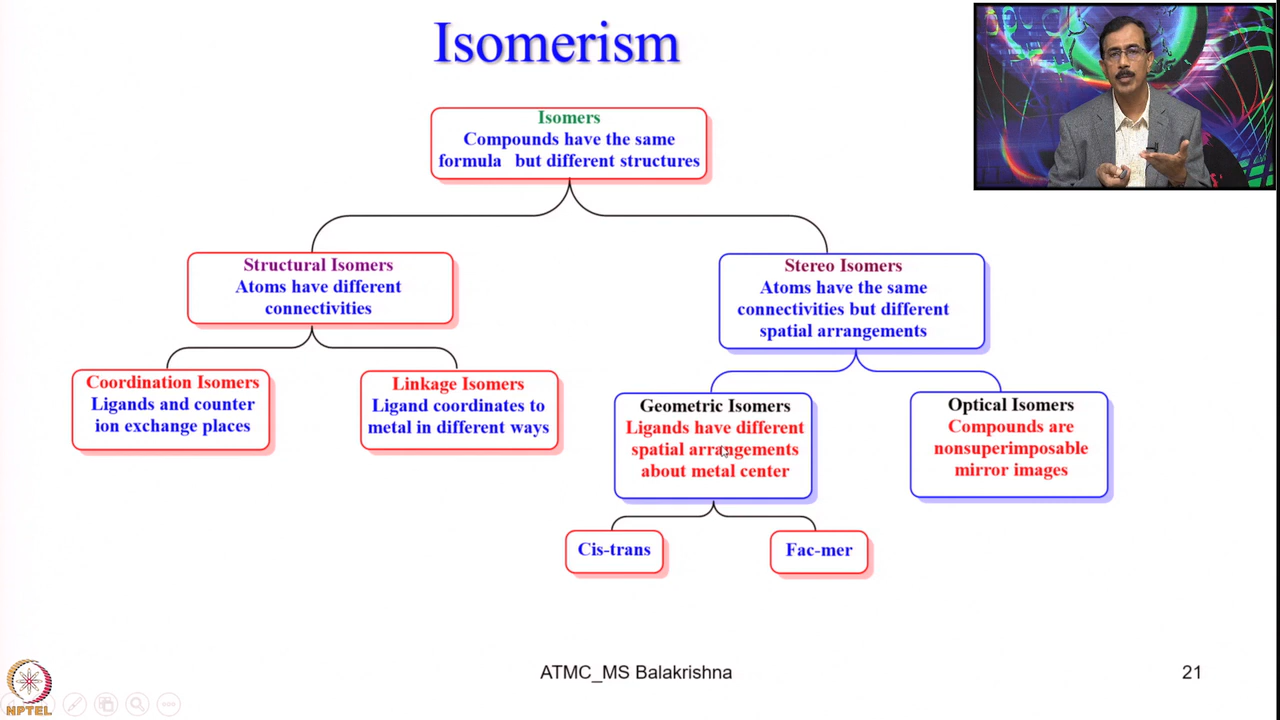 Isomerism
Isomers
Compounds have the same
formula but different structures
Structural Isomers
Atoms have different
connectivities
Stereo Isomers
Atoms have the same
connectivities but different
spatial arrangements
Coordination Isomers
Ligands and counter
ion exchange places
Linkage Isomers
Ligand coordinates to
metal in different ways
Geometric Isomers
Ligands have different
spatial arrangements
about metal center
Optical Isomers
Compounds are
nonsuperimposable
mirror images
Cis-trans
Fac-mer
ATMC_MS Balakrishna
21
NPTEL